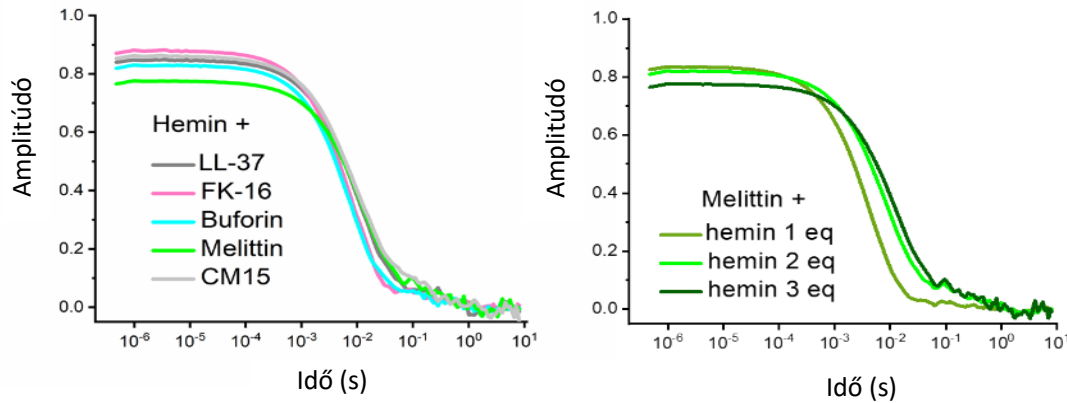 Amplitúdó
1.0
0.8
0.6
0.4
0.2
0.0
Hemin +
LL-37
FK-16
Buforin
Melittin
CM15
10⁻⁶ 10⁻⁵ 10⁻⁴ 10⁻³ 10⁻² 10⁻¹ 10⁰ 10¹
Idő (s)
Amplitúdó
1.0
0.8
0.6
0.4
0.2
0.0
Melittin +
hemin 1 eq
hemin 2 eq
hemin 3 eq
10⁻⁶ 10⁻⁵ 10⁻⁴ 10⁻³ 10⁻² 10⁻¹ 10⁰ 10¹
Idő (s)